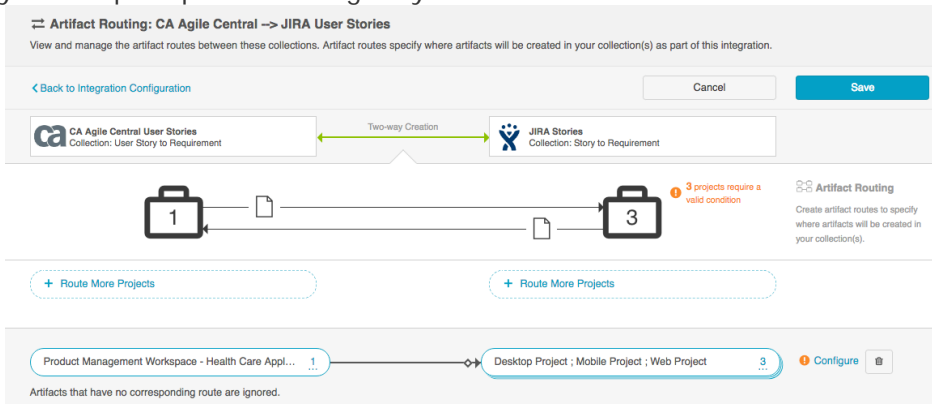 Artifact Routing: CA Agile Central --> JIRA User Stories
View and manage the artifact routes between these collections. Artifact routes specify where artifacts will be created in your collection(s) as part of this integration.
Back to Integration Configuration
Cancel
Save
ca
CA Agile Central User Stories
Collection: User Story to Requirement
Two-way Creation
JIRA Stories
Collection: Story to Requirement
1
3
3 projects require a
valid condition
Artifact Routing
Create artifact routes to specify
where artifacts will be created in
your collection(s).
+ Route More Projects
+ Route More Projects
Product Management Workspace - Health Care Appl... 1
Desktop Project ; Mobile Project ; Web Project 3
Configure
Artifacts that have no corresponding route are ignored.